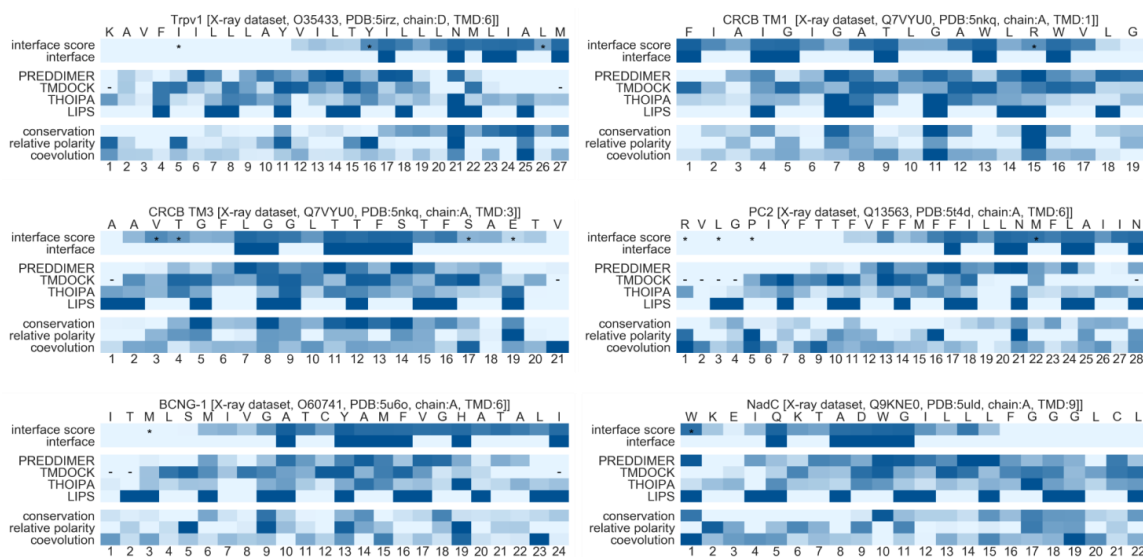 Trpv1 [X-ray dataset, O35433, PDB:5irz, chain:D, TMD:6]]
K A V F I I L L L A Y V I L T Y I L L L N M L I A L M
interface score * * *
interface
PREDDIMER
TMDOCK - -
THOIPA
LIPS
conservation
relative polarity
coevolution
1 2 3 4 5 6 7 8 9 10 11 12 13 14 15 16 17 18 19 20 21 22 23 24 25 26 27
CRCB TM1 [X-ray dataset, Q7VYU0, PDB:5nkq, chain:A, TMD:1]]
F I A I G I G A T L G A W L R W V L G
interface score *
interface
PREDDIMER
TMDOCK
THOIPA
LIPS
conservation
relative polarity
coevolution
1 2 3 4 5 6 7 8 9 10 11 12 13 14 15 16 17 18 19
CRCB TM3 [X-ray dataset, Q7VYU0, PDB:5nkq, chain:A, TMD:3]]
A A V T G F L G G L T T F S T F S A E T V
interface score * * * *
interface
PREDDIMER
TMDOCK - -
THOIPA
LIPS
conservation
relative polarity
coevolution
1 2 3 4 5 6 7 8 9 10 11 12 13 14 15 16 17 18 19 20 21
PC2 [X-ray dataset, Q13563, PDB:5t4d, chain:A, TMD:6]]
R V L G P I Y F T T F V F F M F F I L L N M F L A I I N
interface score * * * *
interface
PREDDIMER
TMDOCK - - - - -
THOIPA
LIPS
conservation
relative polarity
coevolution
1 2 3 4 5 6 7 8 9 10 11 12 13 14 15 16 17 18 19 20 21 22 23 24 25 26 27 28
BCNG-1 [X-ray dataset, O60741, PDB:5u6o, chain:A, TMD:6]]
I T M L S M I V G A T C Y A M F V G H A T A L I
interface score *
interface
PREDDIMER
TMDOCK - - -
THOIPA
LIPS
conservation
relative polarity
coevolution
1 2 3 4 5 6 7 8 9 10 11 12 13 14 15 16 17 18 19 20 21 22 23 24
NadC [X-ray dataset, Q9KNE0, PDB:5uld, chain:A, TMD:9]]
W K E I Q K T A D W G I L L L F G G G L C L
interface score *
interface
PREDDIMER
TMDOCK
THOIPA
LIPS
conservation
relative polarity
coevolution
1 2 3 4 5 6 7 8 9 10 11 12 13 14 15 16 17 18 19 20 21